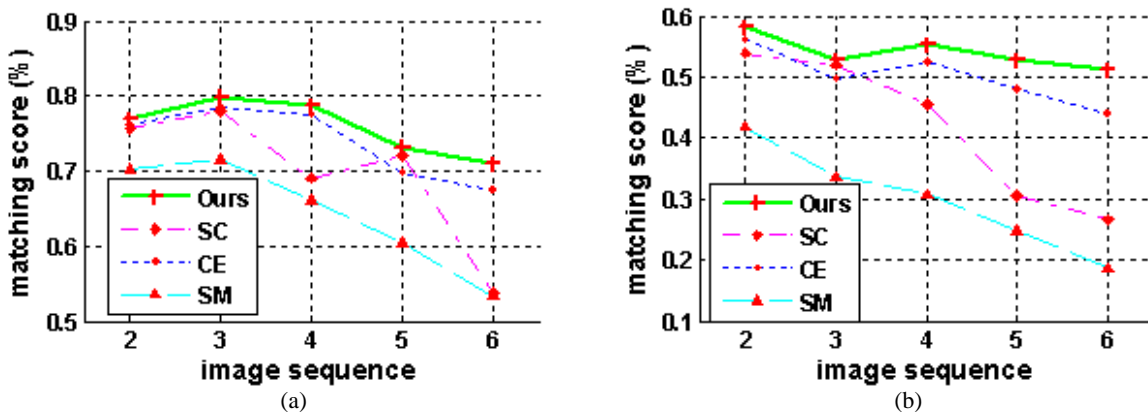 0.9
0.8
0.7
0.6
0.5
matching score (%)
Ours
SC
CE
SM
2 3 4 5 6
image sequence
(a)
0.6
0.5
0.4
0.3
0.2
0.1
matching score (%)
Ours
SC
CE
SM
2 3 4 5 6
image sequence
(b)